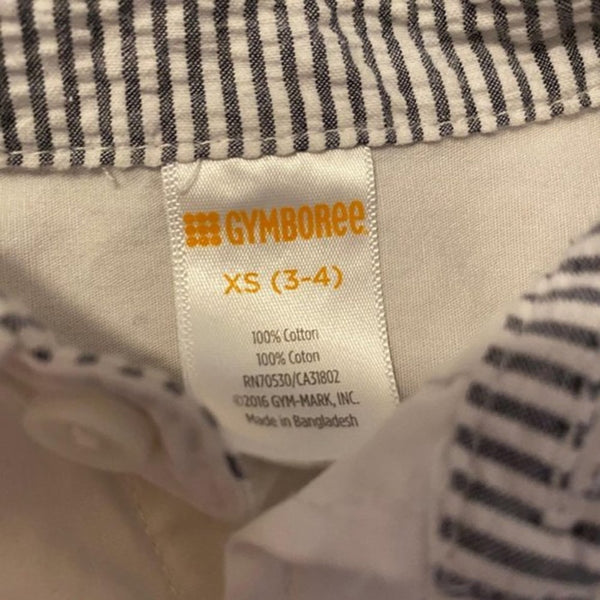 GYMBOREE
XS (3-4)
100% Cotton
100% Coton
RN70530/CA31802
©2016 GYM-MARK, INC.
Made in Bangladesh